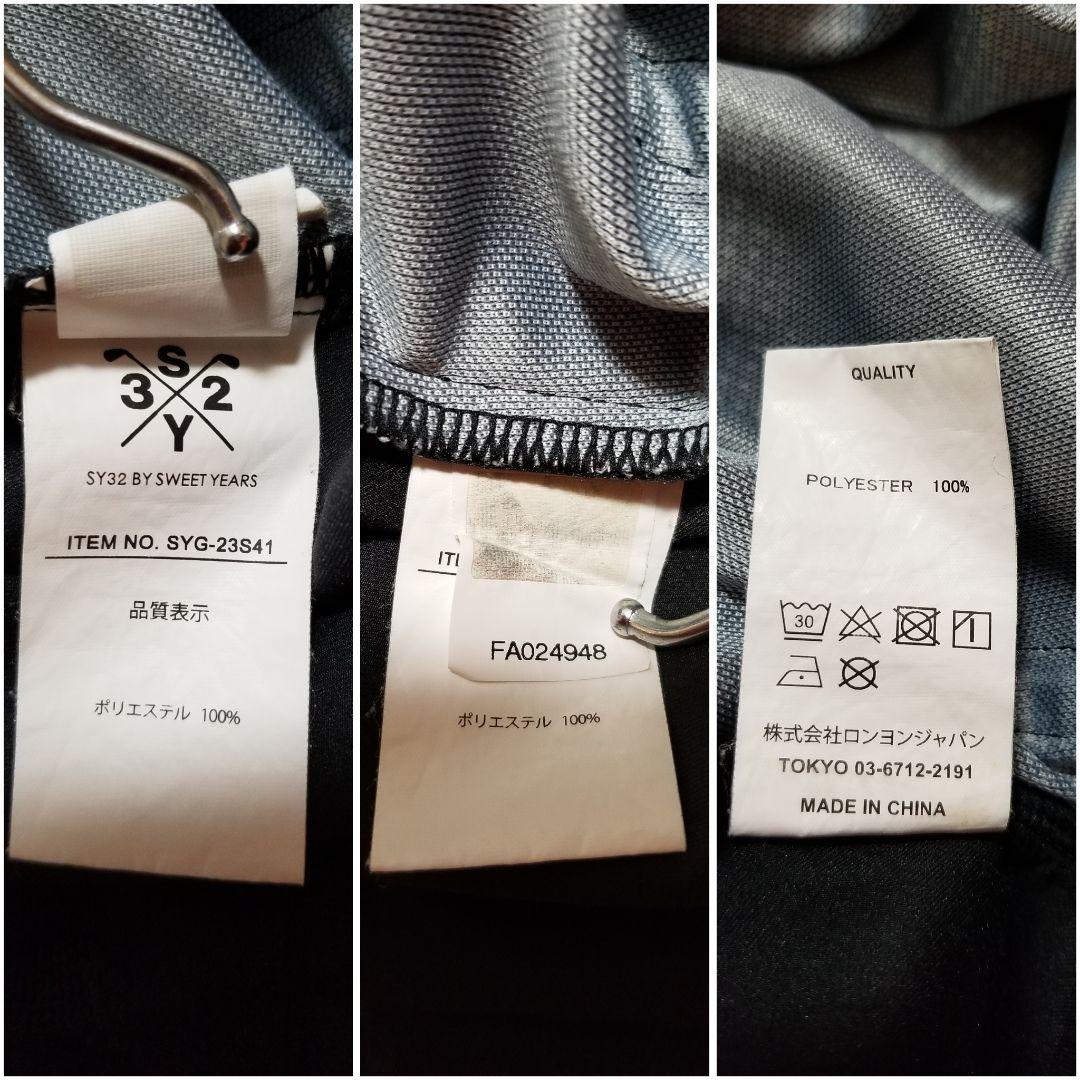 S
3 2
Y
SY32 BY SWEET YEARS
ITEM NO. SYG-23S41
品質表示
ポリエステル 100%
ITE
FA024948
ポリエステル 100%
QUALITY
POLYESTER 100%
30
株式会社ロンヨンジャパン
TOKYO 03-6712-2191
MADE IN CHINA